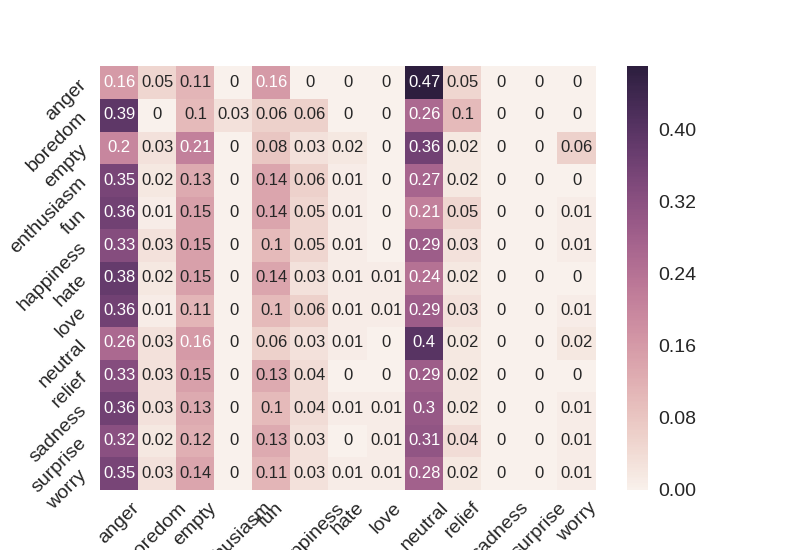 anger 0.16 0.05 0.11 0 0.16 0 0 0 0.47 0.05 0 0 0
boredom 0.39 0 0.1 0.03 0.06 0.06 0 0 0.26 0.1 0 0 0
empty 0.2 0.03 0.21 0 0.08 0.03 0.02 0 0.36 0.02 0 0 0.06
enthusiasm 0.35 0.02 0.13 0 0.14 0.06 0.01 0 0.27 0.02 0 0 0
fun 0.36 0.01 0.15 0 0.14 0.05 0.01 0 0.21 0.05 0 0 0.01
happiness 0.33 0.03 0.15 0 0.1 0.05 0.01 0 0.29 0.03 0 0 0.01
hate 0.38 0.02 0.15 0 0.14 0.03 0.01 0.01 0.24 0.02 0 0 0
love 0.36 0.01 0.11 0 0.1 0.06 0.01 0.01 0.29 0.03 0 0 0.01
neutral 0.26 0.03 0.16 0 0.06 0.03 0.01 0 0.4 0.02 0 0 0.02
relief 0.33 0.03 0.15 0 0.13 0.04 0 0 0.29 0.02 0 0 0
sadness 0.36 0.03 0.13 0 0.1 0.04 0.01 0.01 0.3 0.02 0 0 0.01
surprise 0.32 0.02 0.12 0 0.13 0.03 0 0.01 0.31 0.04 0 0 0.01
worry 0.35 0.03 0.14 0 0.11 0.03 0.01 0.01 0.28 0.02 0 0 0.01
anger oredom empty husiasm fun ppiness hate love neutral relief adness surprise worry
0.40
0.32
0.24
0.16
0.08
0.00